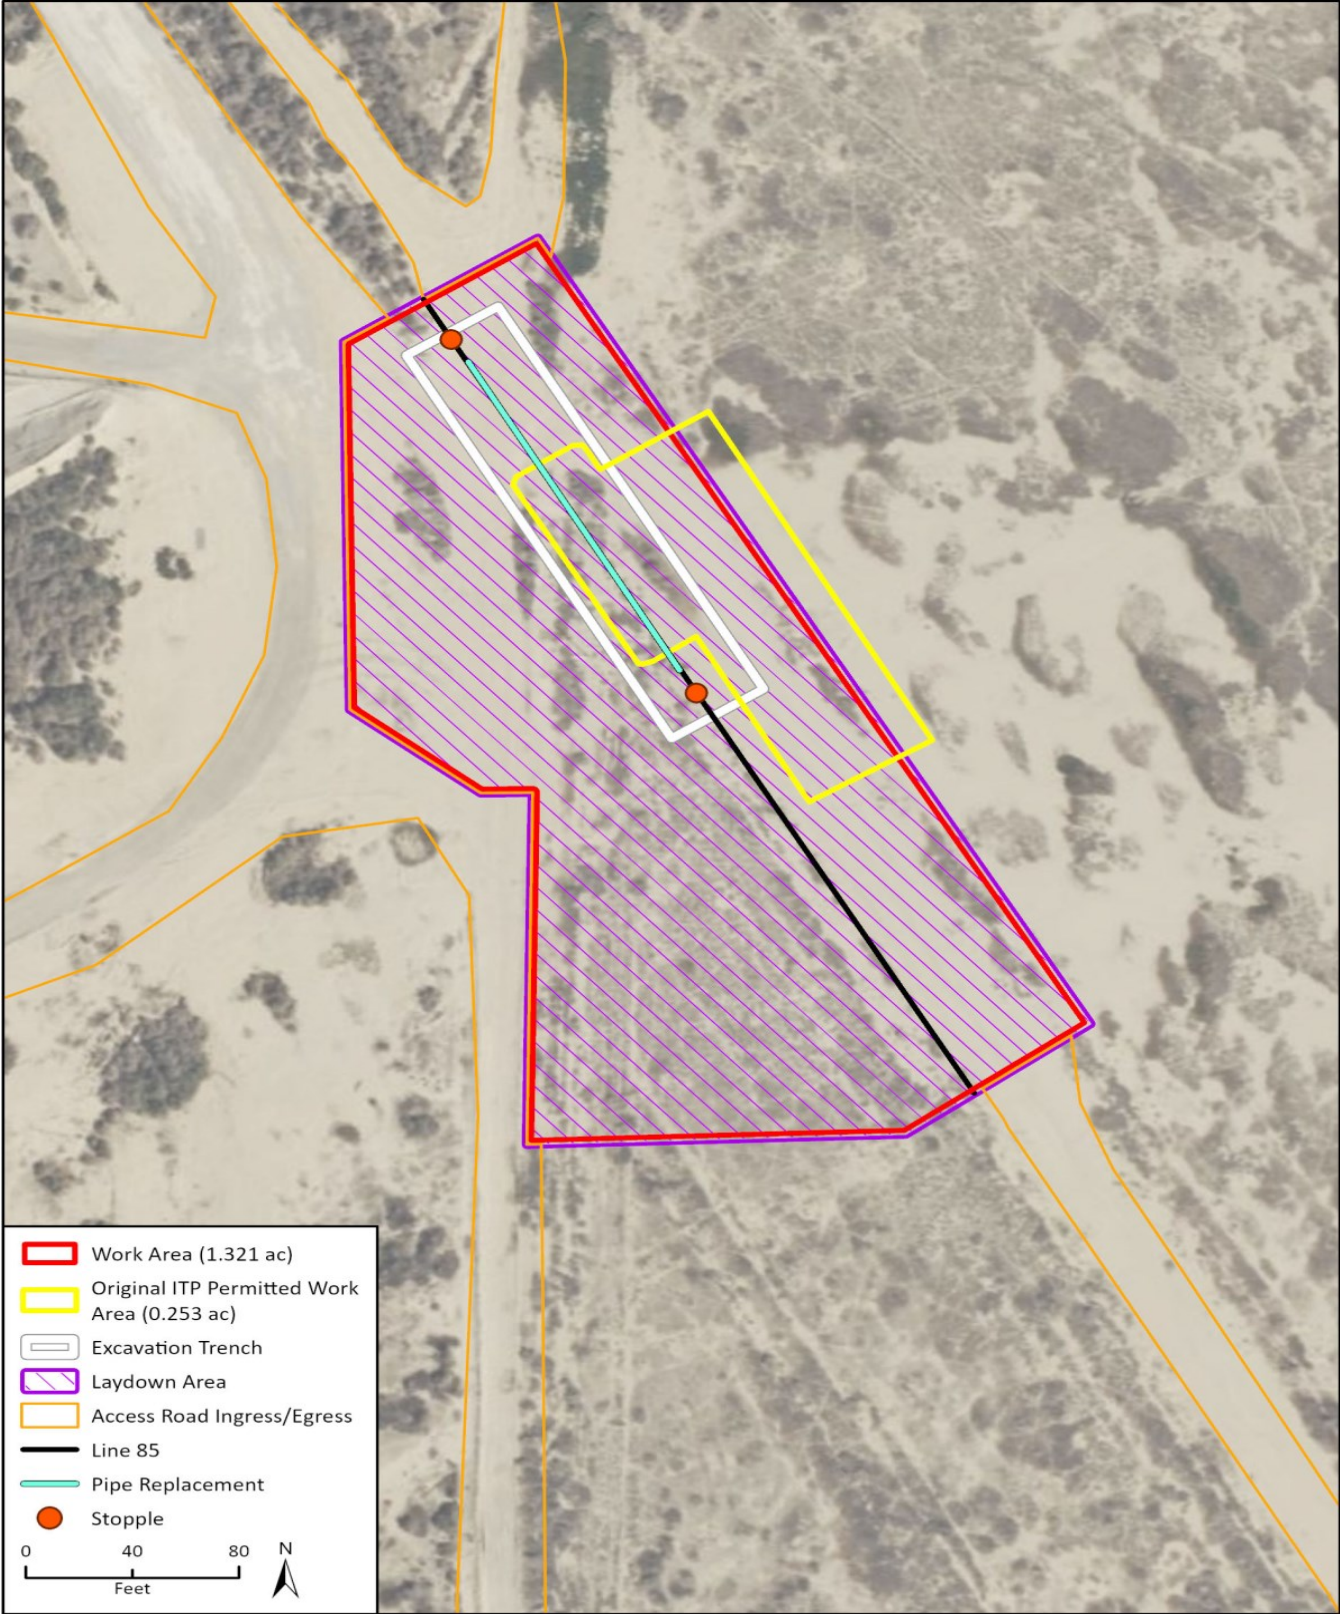 Work Area (1.321 ac)
Original ITP Permitted Work
Area (0.253 ac)
Excavation Trench
Laydown Area
Access Road Ingress/Egress
Line 85
Pipe Replacement
Stopple
0 40 80 N
Feet